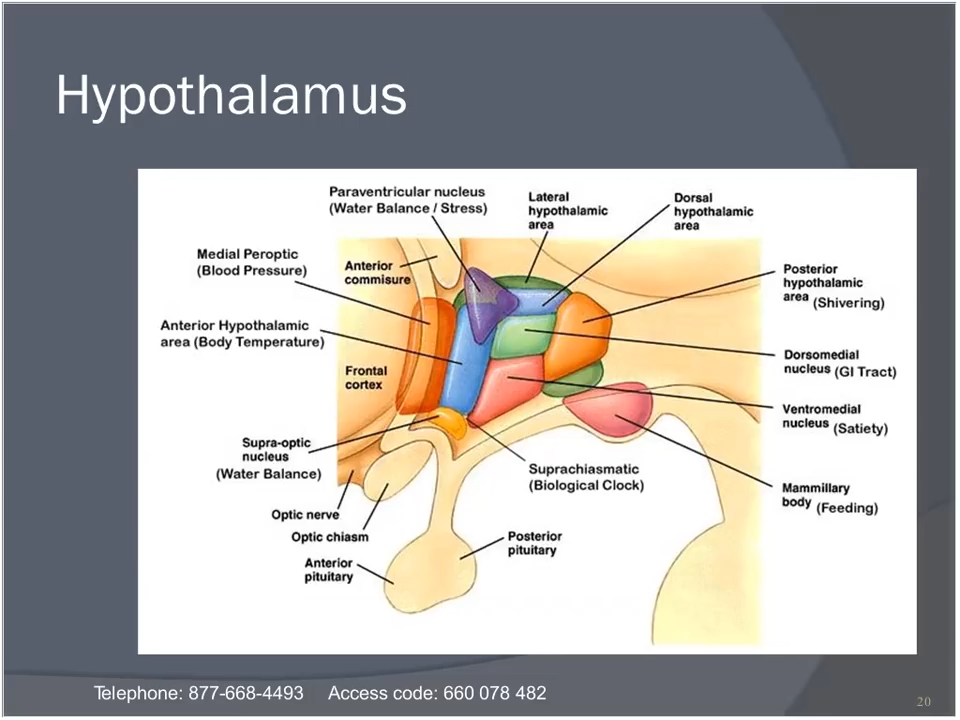 Hypothalamus
Paraventricular nucleus
(Water Balance / Stress)
Lateral
hypothalamic
area
Dorsal
hypothalamic
area
Medial Peroptic
(Blood Pressure)
Anterior
commisure
Posterior
hypothalamic
area (Shivering)
Anterior Hypothalamic
area (Body Temperature)
Dorsomedial
nucleus (GI Tract)
Frontal
cortex
Ventromedial
nucleus (Satiety)
Supra-optic
nucleus
(Water Balance)
Suprachiasmatic
(Biological Clock)
Mammillary
body (Feeding)
Optic nerve
Optic chiasm
Posterior
pituitary
Anterior
pituitary
Telephone: 877-668-4493 Access code: 660 078 482
20